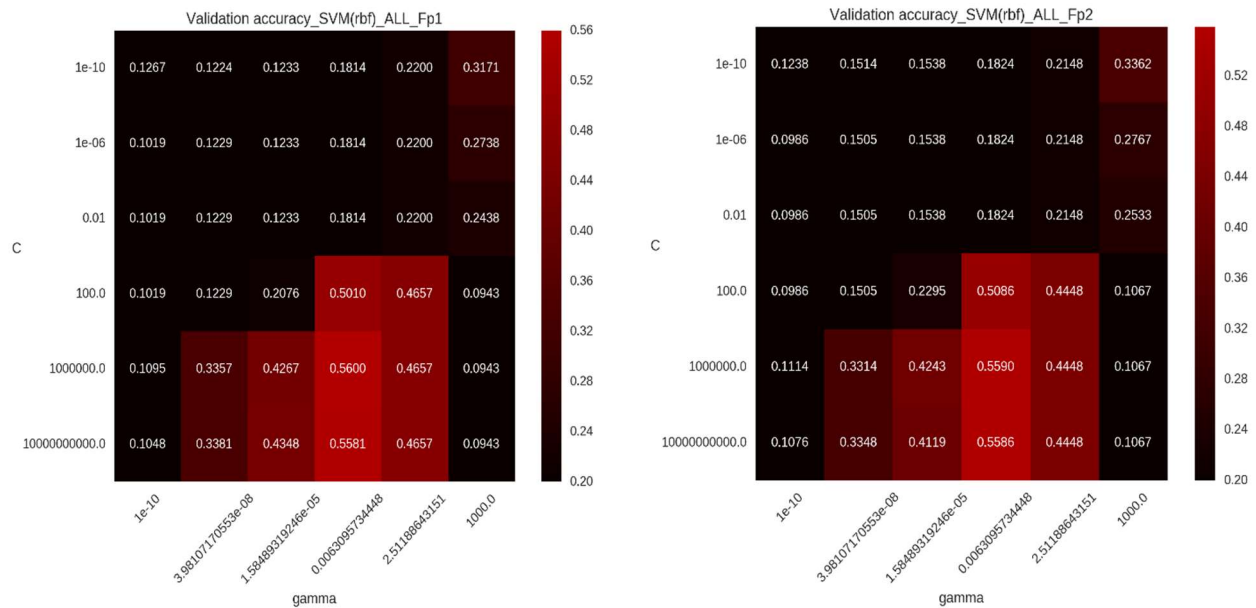 Validation accuracy_SVM(rbf)_ALL_Fp1
1e-10 0.1267 0.1224 0.1233 0.1814 0.2200 0.3171
1e-06 0.1019 0.1229 0.1233 0.1814 0.2200 0.2738
0.01 0.1019 0.1229 0.1233 0.1814 0.2200 0.2438
C
100.0 0.1019 0.1229 0.2076 0.5010 0.4657 0.0943
1000000.0 0.1095 0.3357 0.4267 0.5600 0.4657 0.0943
10000000000.0 0.1048 0.3381 0.4348 0.5581 0.4657 0.0943
1e-10 3.98107170553e-08 1.58489319246e-05 0.0063095734448 2.51188643151 1000.0
gamma
0.56
0.52
0.48
0.44
0.40
0.36
0.32
0.28
0.24
0.20
Validation accuracy_SVM(rbf)_ALL_Fp2
1e-10 0.1238 0.1514 0.1538 0.1824 0.2148 0.3362
1e-06 0.0986 0.1505 0.1538 0.1824 0.2148 0.2767
0.01 0.0986 0.1505 0.1538 0.1824 0.2148 0.2533
C
100.0 0.0986 0.1505 0.2295 0.5086 0.4448 0.1067
1000000.0 0.1114 0.3314 0.4243 0.5590 0.4448 0.1067
10000000000.0 0.1076 0.3348 0.4119 0.5586 0.4448 0.1067
1e-10 3.98107170553e-08 1.58489319246e-05 0.0063095734448 2.51188643151 1000.0
gamma
0.52
0.48
0.44
0.40
0.36
0.32
0.28
0.24
0.20